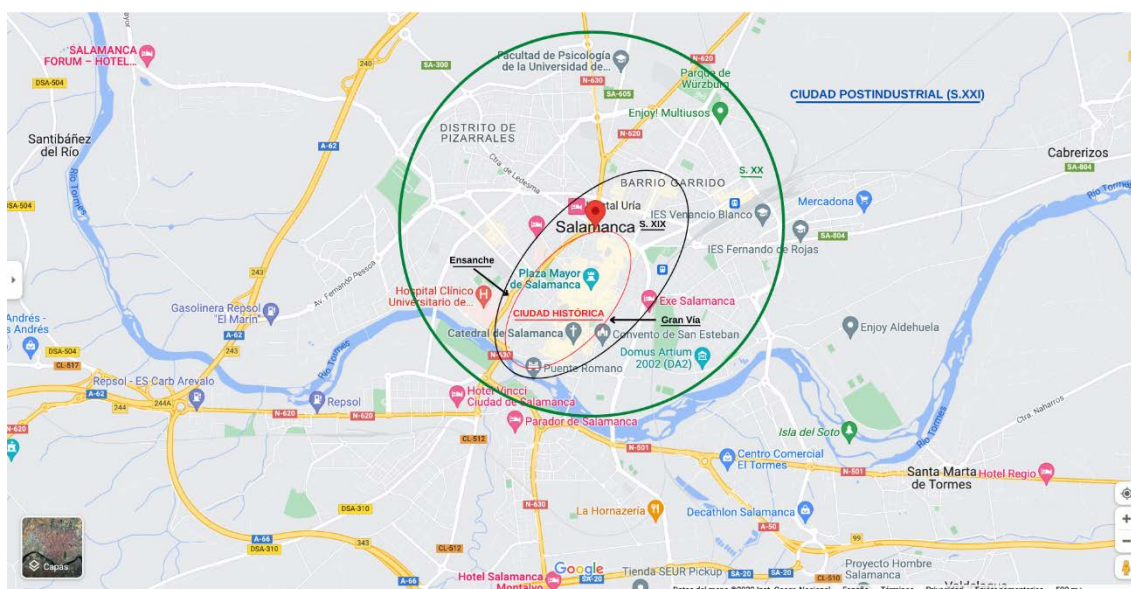 SALAMANCA
FORUM – HOTEL...
DSA-504
240
SA-300
Facultad de Psicología
de la Universidad de...
N-630
SA-605
N-620
Parque de
Würzburg
CIUDAD POSTINDUSTRIAL (S.XXI)
Enjoy! Multiusos
N-620
Santibáñez
del Río
A-62
DISTRITO DE
PIZARRALES
Ctra. de Ledesma
Cabrerizos
SA-804
Río Tormes
BARRIO GARRIDO
S. XX
Mercadona
Río Tormes
DSA-504
Hostal Uría
IES Venancio Blanco
Salamanca
S. XIX
IES Fernando de Rojas
SA-804
Ensanche
243
Av. Fernando Pessoa
Plaza Mayor
de Salamanca
Hospital Clínico
Universitario de...
Exe Salamanca
Gasolinera Repsol
"El Marin"
CIUDAD HISTÓRICA
Gran Vía
Andrés -
s Andrés
A-62
Catedral de Salamanca
Convento de San Esteban
Enjoy Aldehuela
243
DSA-504
CL-517
Río Tormes
N-630
Puente Romano
Domus Artium
2002 (DA2)
Repsol - ES Carb Arevalo
A-62
244
244A
N-620
Repsol
N-620
Hotel Vincci
Ciudad de Salamanca
Parador de Salamanca
Ctra. Naharros
N-620
CL-512
Isla del Soto
Río Tormes
N-501
Centro Comercial
El Tormes
N-501
Santa Marta
de Tormes
Hotel Regio
N-630
DSA-310
La Hornazería
Decathlon Salamanca
A-50
99
A-66
DSA-310
343
CL-512
Capas
A-66
Hotel Salamanca
Montalvo
Google
SA-20
Tienda SEUR Pickup
SA-20
CL-510
Proyecto Hombre
Salamanca